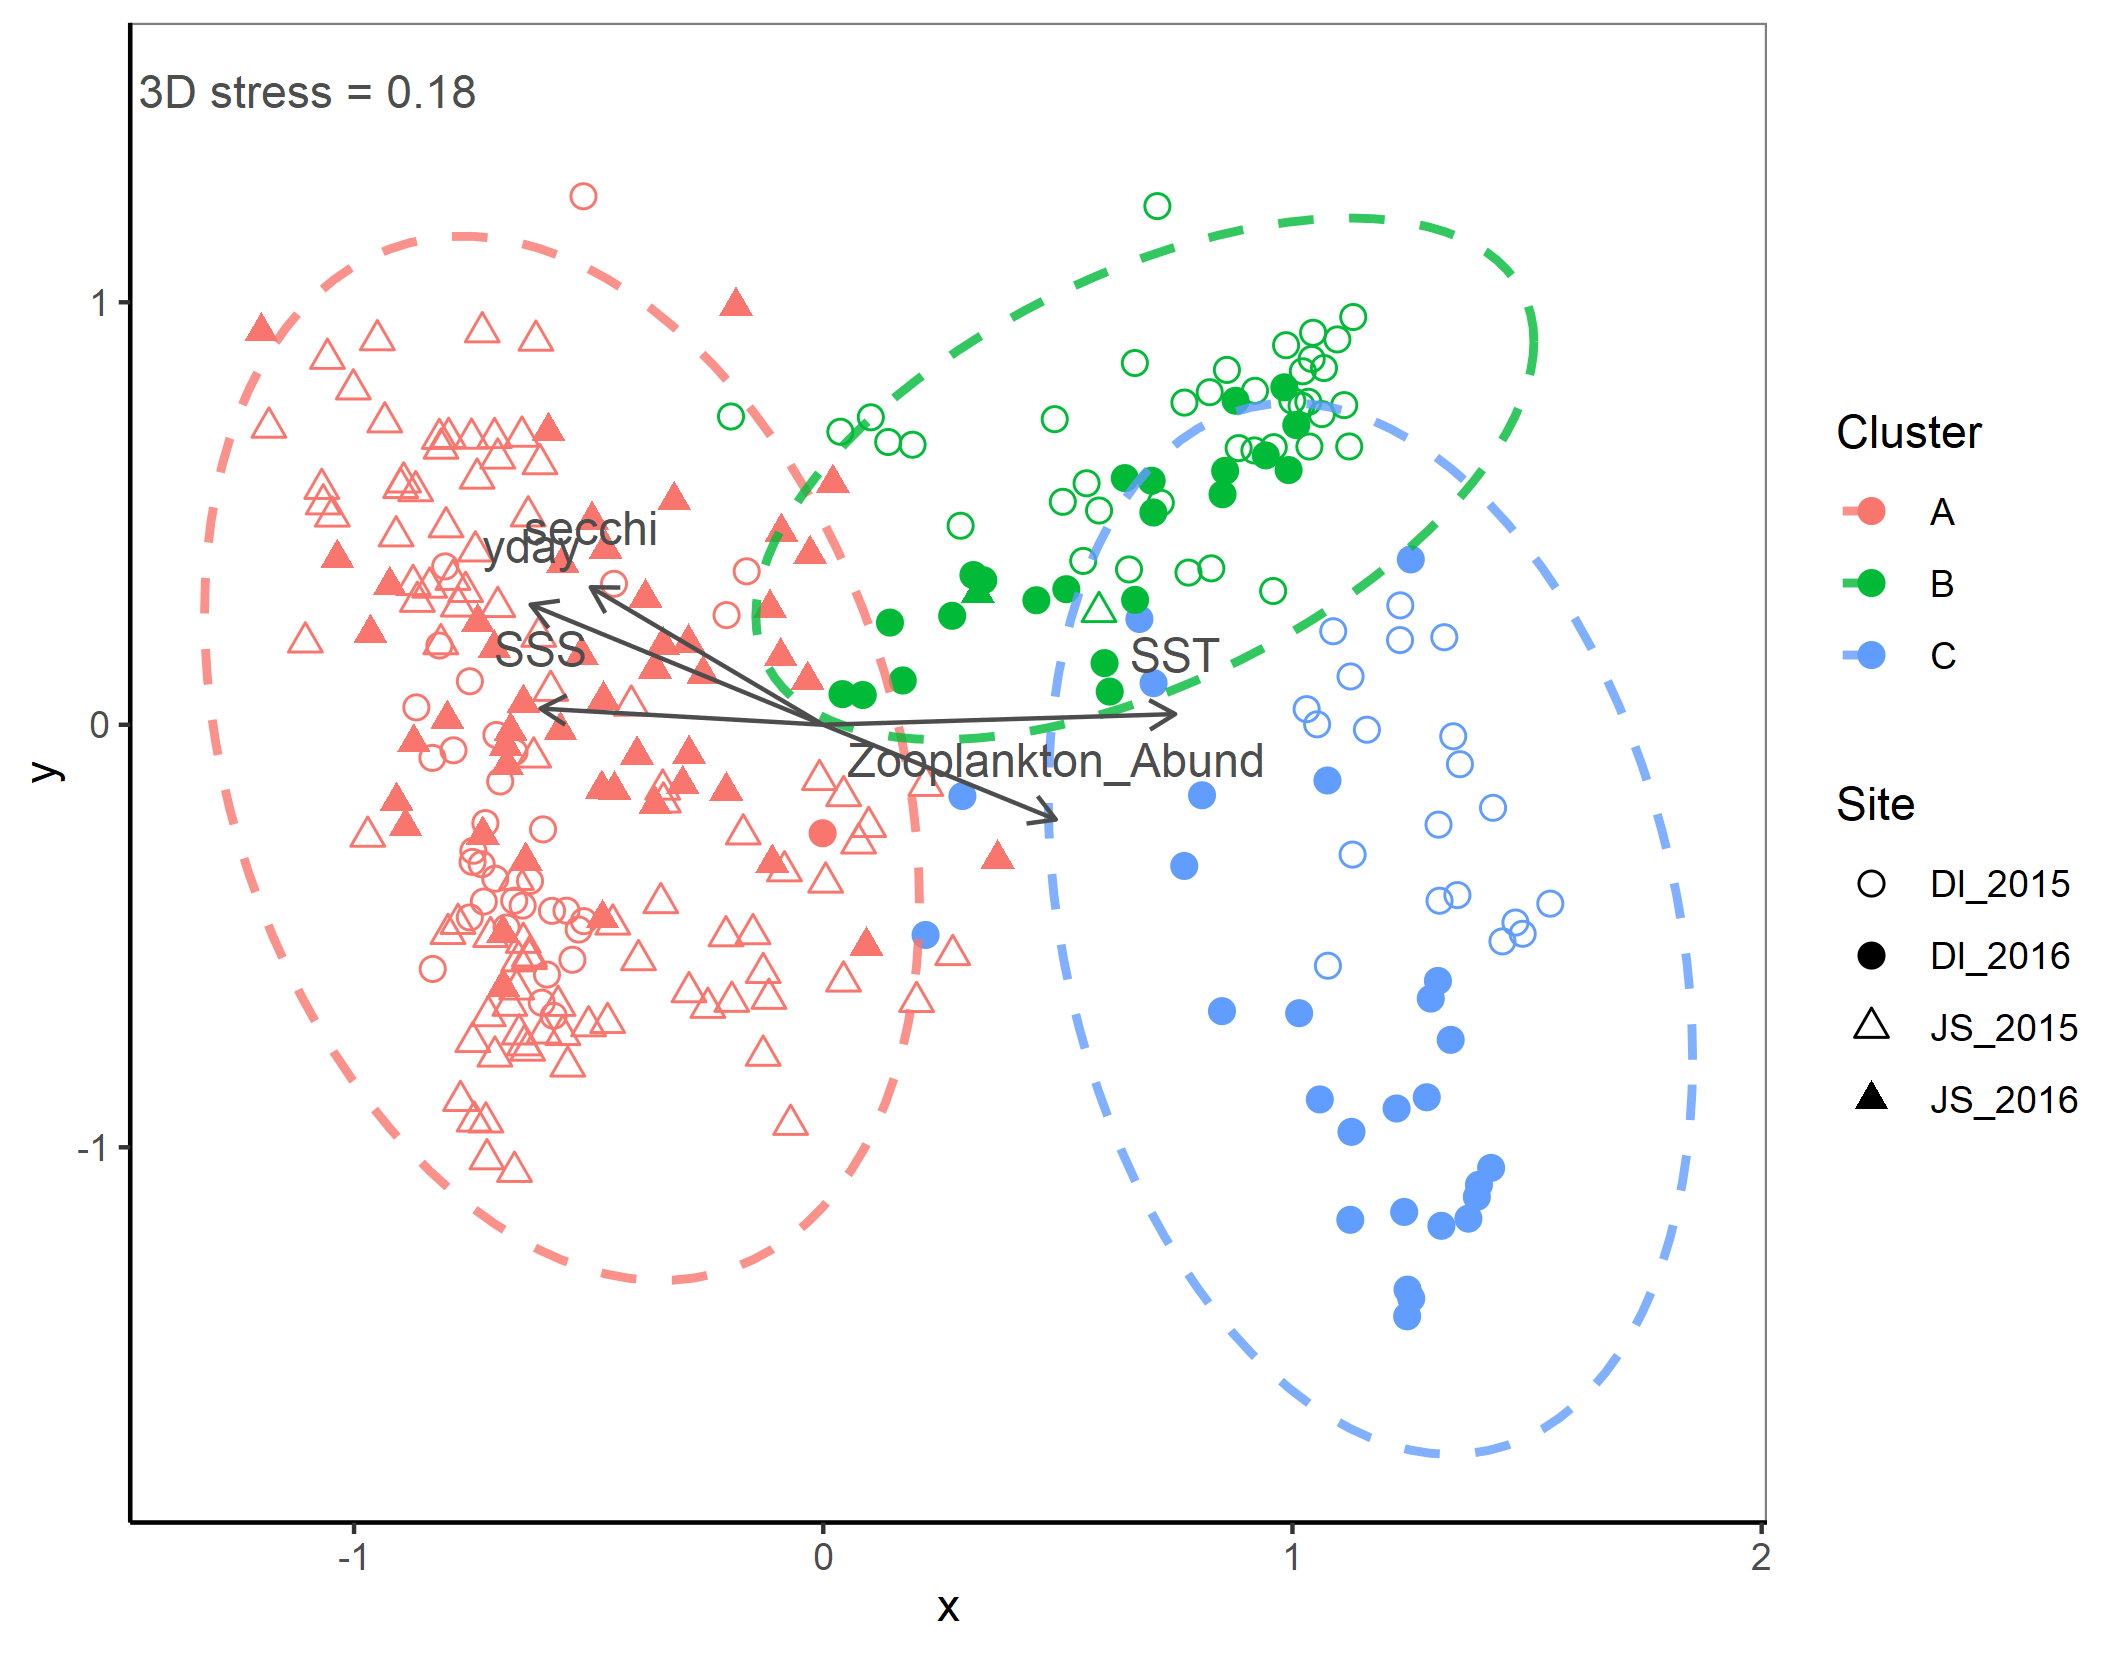 3D stress = 0.18
secchi
yday
SSS
SST
Zooplankton_Abund
1
0
-1
y
-1
0
1
2
x
Cluster
A
B
C
Site
DI_2015
DI_2016
JS_2015
JS_2016